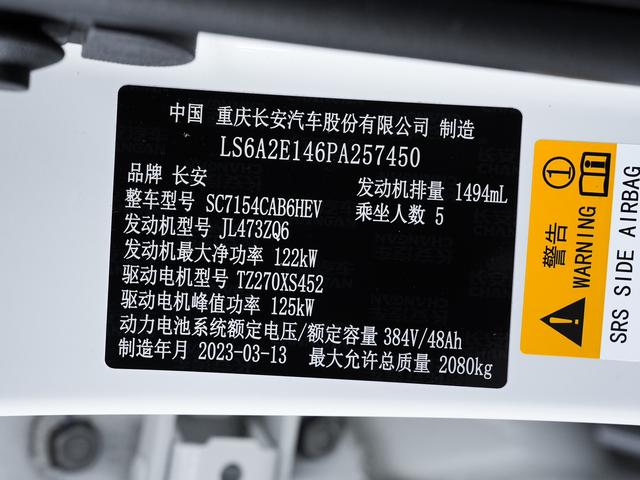 中国 重庆长安汽车股份有限公司 制造
LS6A2E146PA257450
品牌 长安
发动机排量 1494mL
整车型号 SC7154CAB6HEV
乘坐人数 5
发动机型号 JL473ZQ6
发动机最大净功率 122kW
驱动电机型号 TZ270XS452
驱动电机峰值功率 125kW
动力电池系统额定电压/额定容量 384V/48Ah
制造年月 2023-03-13 最大允许总质量 2080kg
警告
WARNING
SRS SIDE AIRBAG